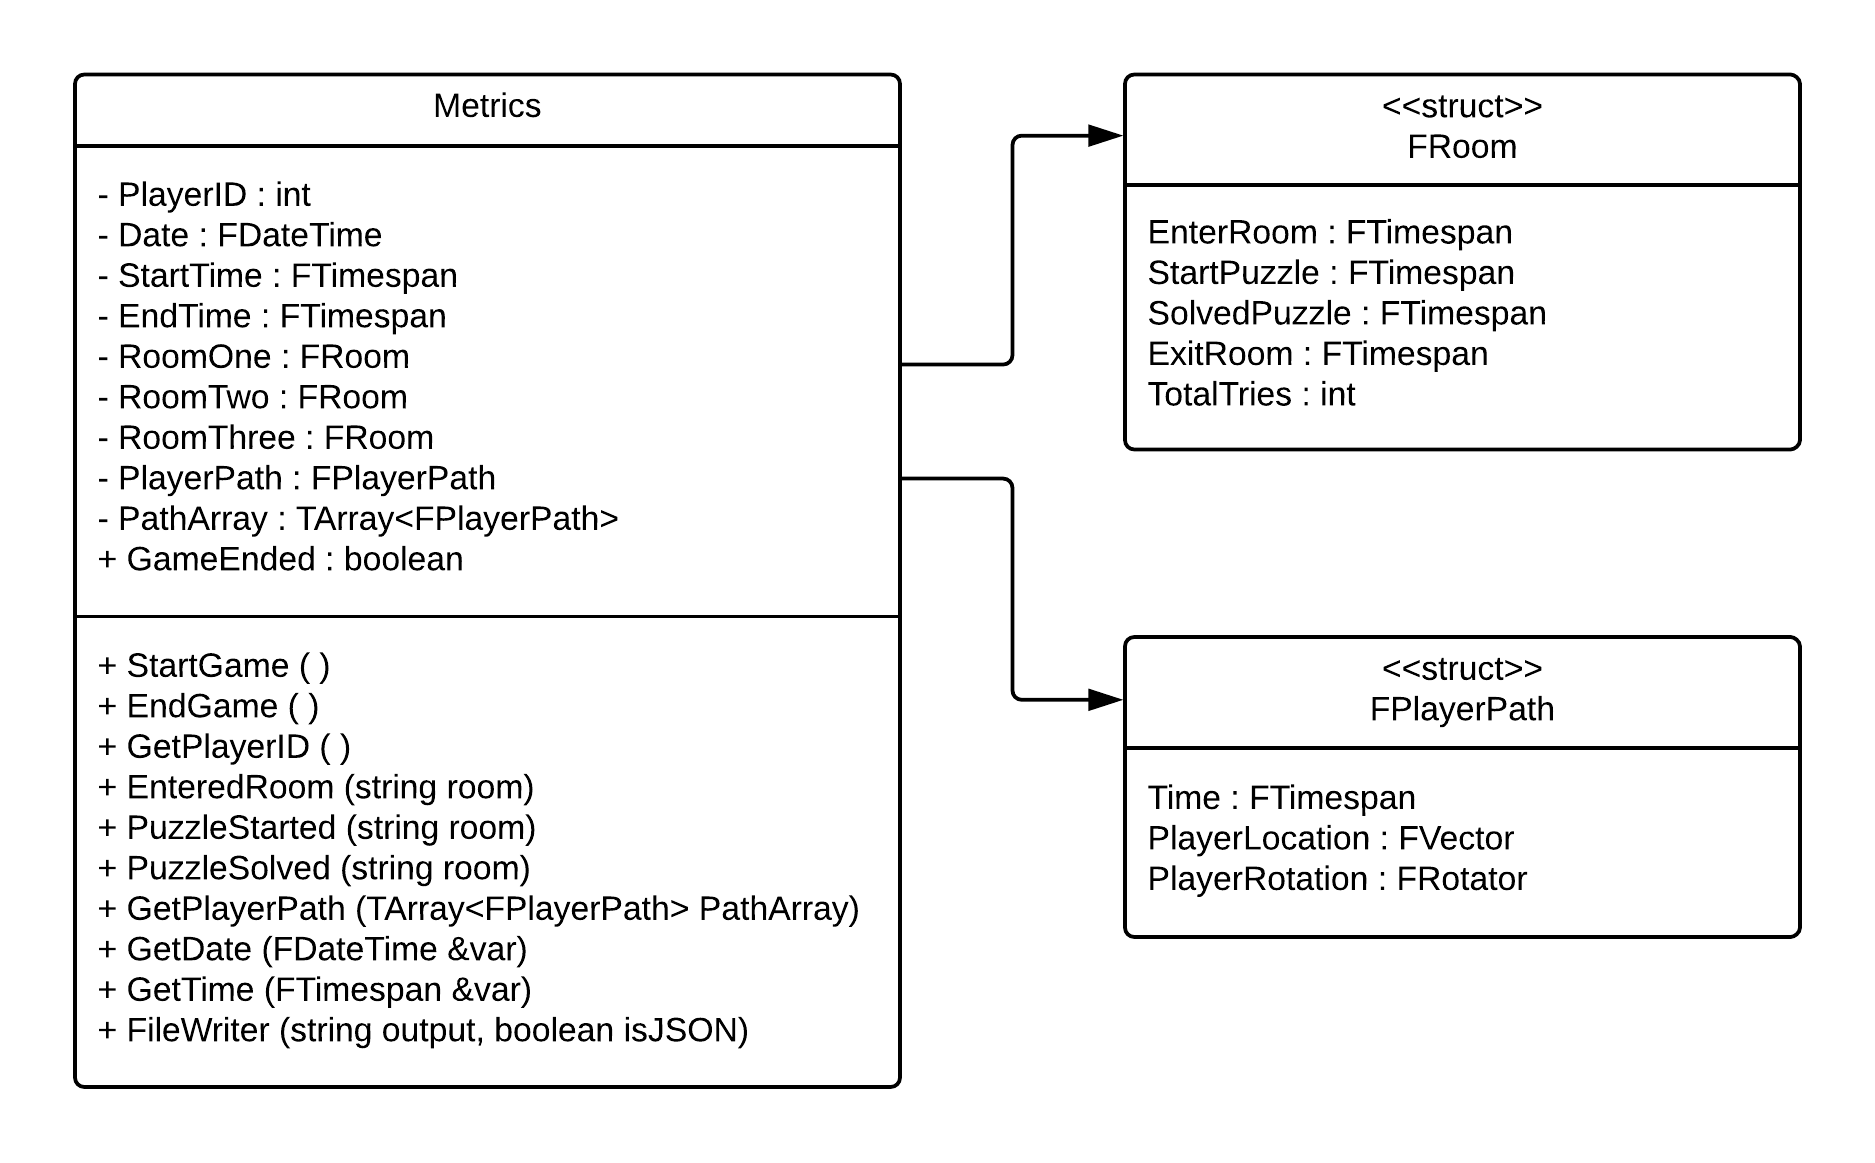 Metrics
- PlayerID : int
- Date : FDateTime
- StartTime : FTimespan
- EndTime : FTimespan
- RoomOne : FRoom
- RoomTwo : FRoom
- RoomThree : FRoom
- PlayerPath : FPlayerPath
- PathArray : TArray<FPlayerPath>
+ GameEnded : boolean
+ StartGame ( )
+ EndGame ( )
+ GetPlayerID ( )
+ EnteredRoom (string room)
+ PuzzleStarted (string room)
+ PuzzleSolved (string room)
+ GetPlayerPath (TArray<FPlayerPath> PathArray)
+ GetDate (FDateTime &var)
+ GetTime (FTimespan &var)
+ FileWriter (string output, boolean isJSON)
<<struct>>
FRoom
EnterRoom : FTimespan
StartPuzzle : FTimespan
SolvedPuzzle : FTimespan
ExitRoom : FTimespan
TotalTries : int
<<struct>>
FPlayerPath
Time : FTimespan
PlayerLocation : FVector
PlayerRotation : FRotator